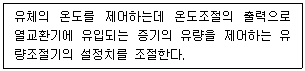 유체의 온도를 제어하는데 온도조절의 출력으로
열교환기에 유입되는 증기의 유량을 제어하는 유
량조절기의 설정치를 조절한다.